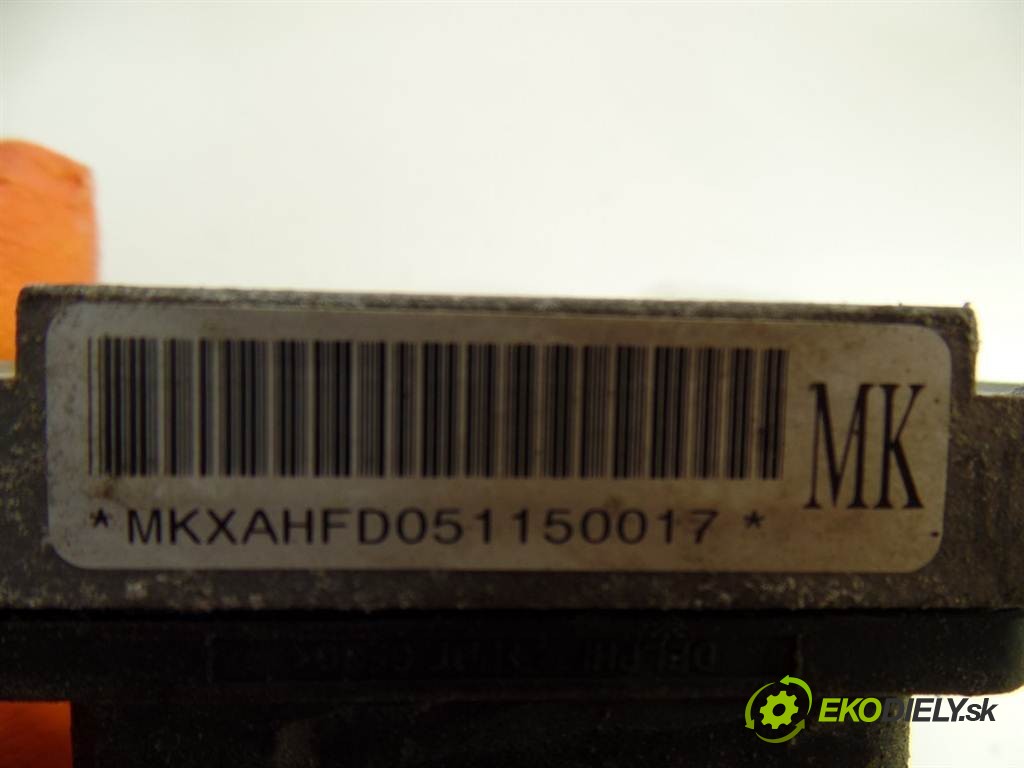 MK
* MKXAHFD051150017 *
EKODIELY.sk